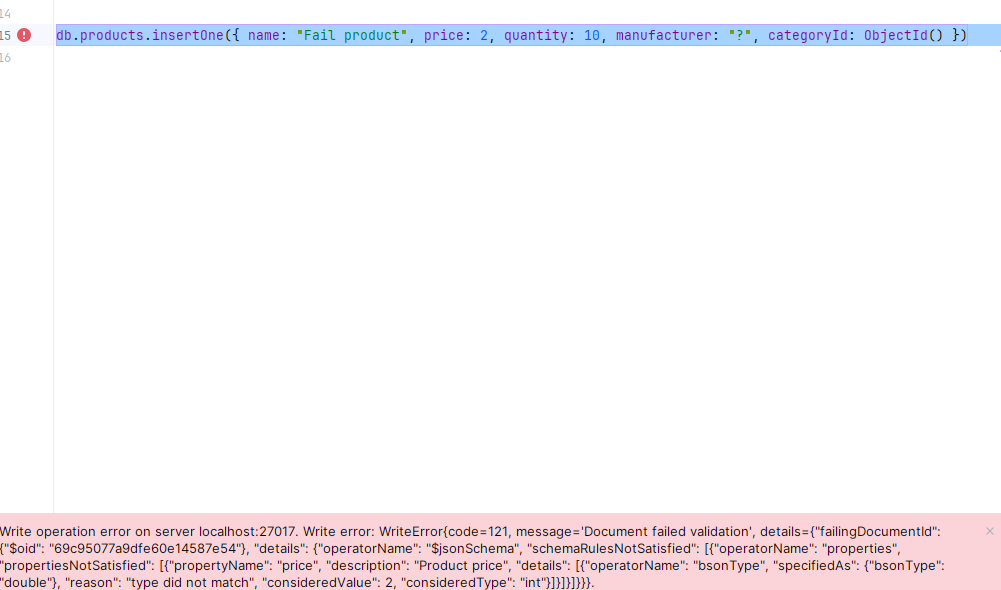 14
15 db.products.insertOne({ name: "Fail product", price: 2, quantity: 10, manufacturer: "?", categoryId: ObjectId() })
16
Write operation error on server localhost:27017. Write error: WriteError{code=121, message='Document failed validation', details={"failingDocumentId":
{"$oid": "69c95077a9dfe60e14587e54"}, "details": {"operatorName": "$jsonSchema", "schemaRulesNotSatisfied": [{"operatorName": "properties",
"propertiesNotSatisfied": [{"propertyName": "price", "description": "Product price", "details": [{"operatorName": "bsonType", "specifiedAs": {"bsonType":
"double"}, "reason": "type did not match", "consideredValue": 2, "consideredType": "int"}]}]}]}}}.